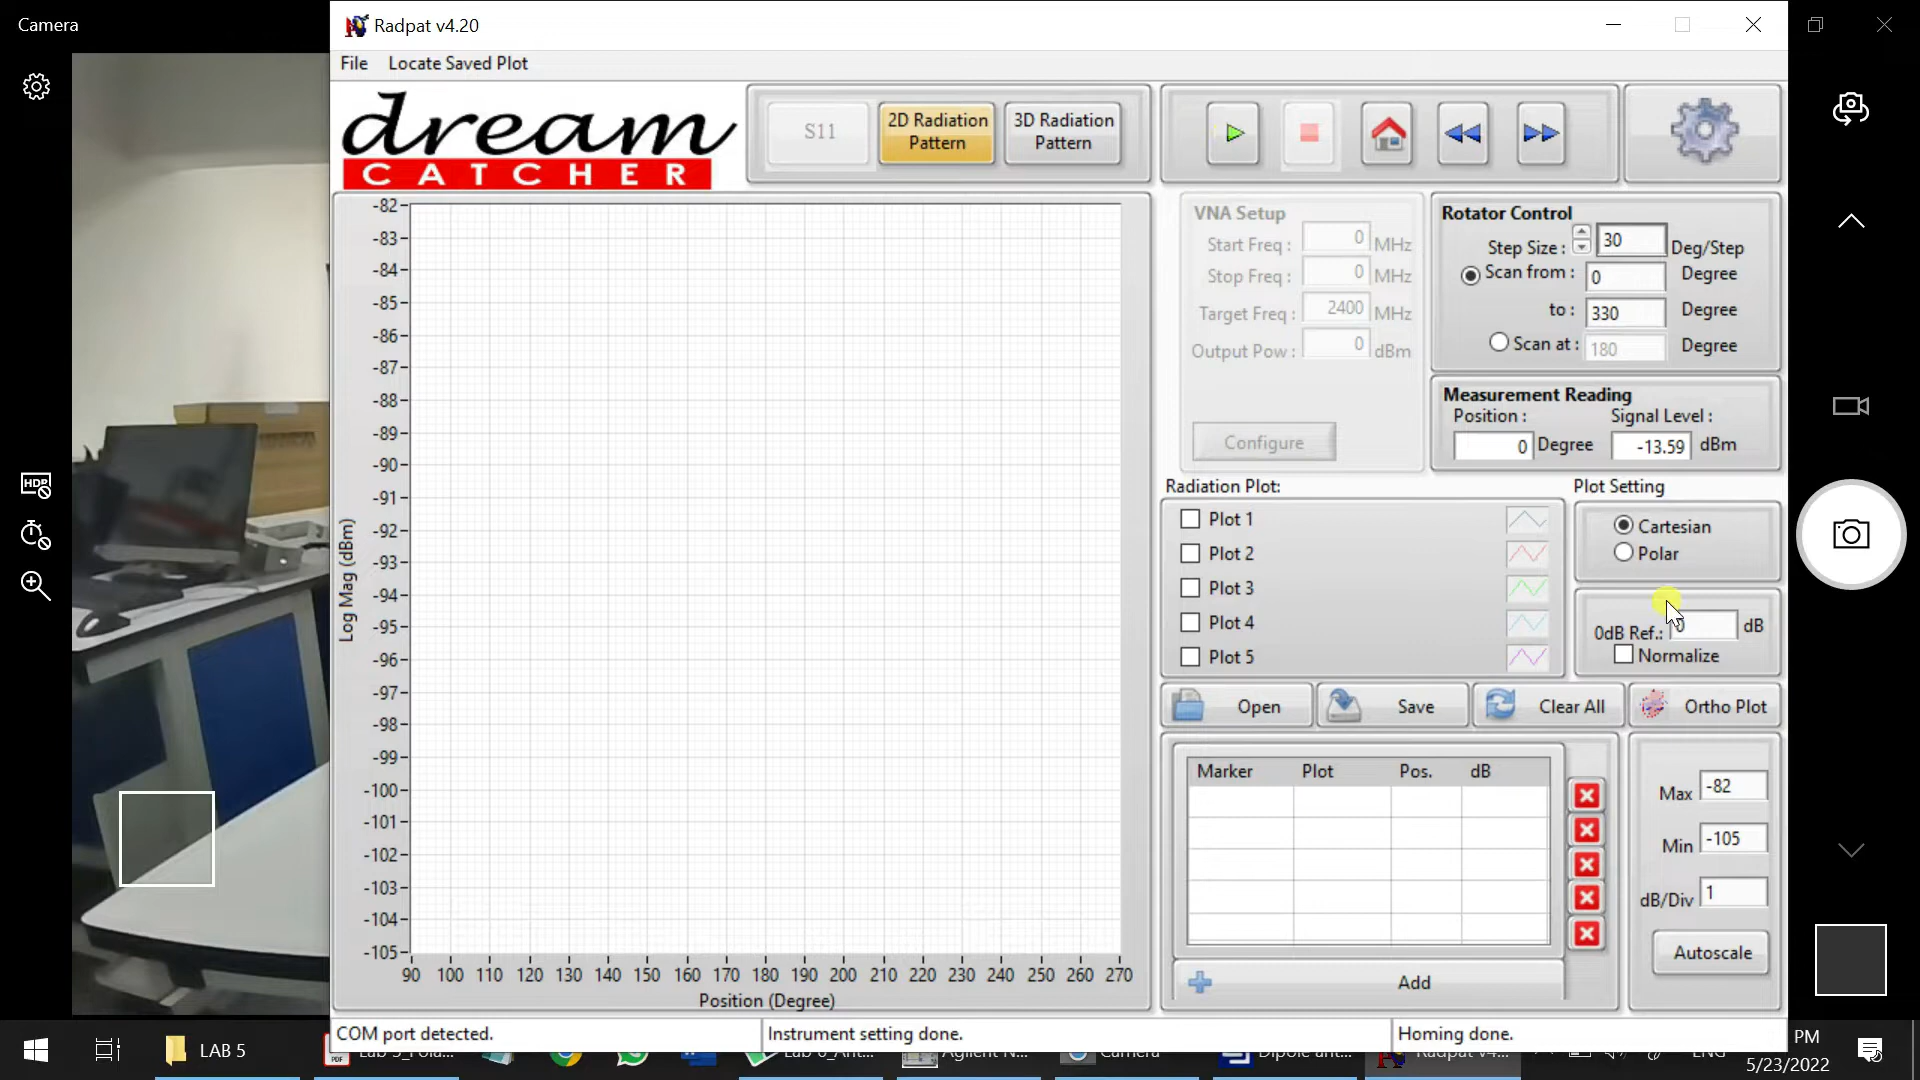 Camera
Radpat v4.20
File Locate Saved Plot
dream
CATCHER
S11
2D Radiation
Pattern
3D Radiation
Pattern
-82
-83
-84
-85
-86
-87
-88
-89
-90
-91
-92
-93
-94
-95
-96
-97
-98
-99
-100
-101
-102
-103
-104
-105
Log Mag (dBm)
90 100 110 120 130 140 150 160 170 180 190 200 210 220 230 240 250 260 270
Position (Degree)
VNA Setup
Start Freq : 0 MHz
Stop Freq : 0 MHz
Target Freq : 2400 MHz
Output Pow : 0 dBm
Configure
Rotator Control
Step Size : 30 Deg/Step
Scan from : 0 Degree
to : 330 Degree
Scan at : 180 Degree
Measurement Reading
Position : Signal Level :
0 Degree -13.59 dBm
Radiation Plot:
Plot 1
Plot 2
Plot 3
Plot 4
Plot 5
Plot Setting
Cartesian
Polar
0dB Ref.: 0 dB
Normalize
Open Save Clear All Ortho Plot
Marker Plot Pos. dB
Add
Max -82
Min -105
dB/Div 1
Autoscale
COM port detected. Instrument setting done. Homing done.
LAB 5
PDF
Camera
PM
5/23/2022